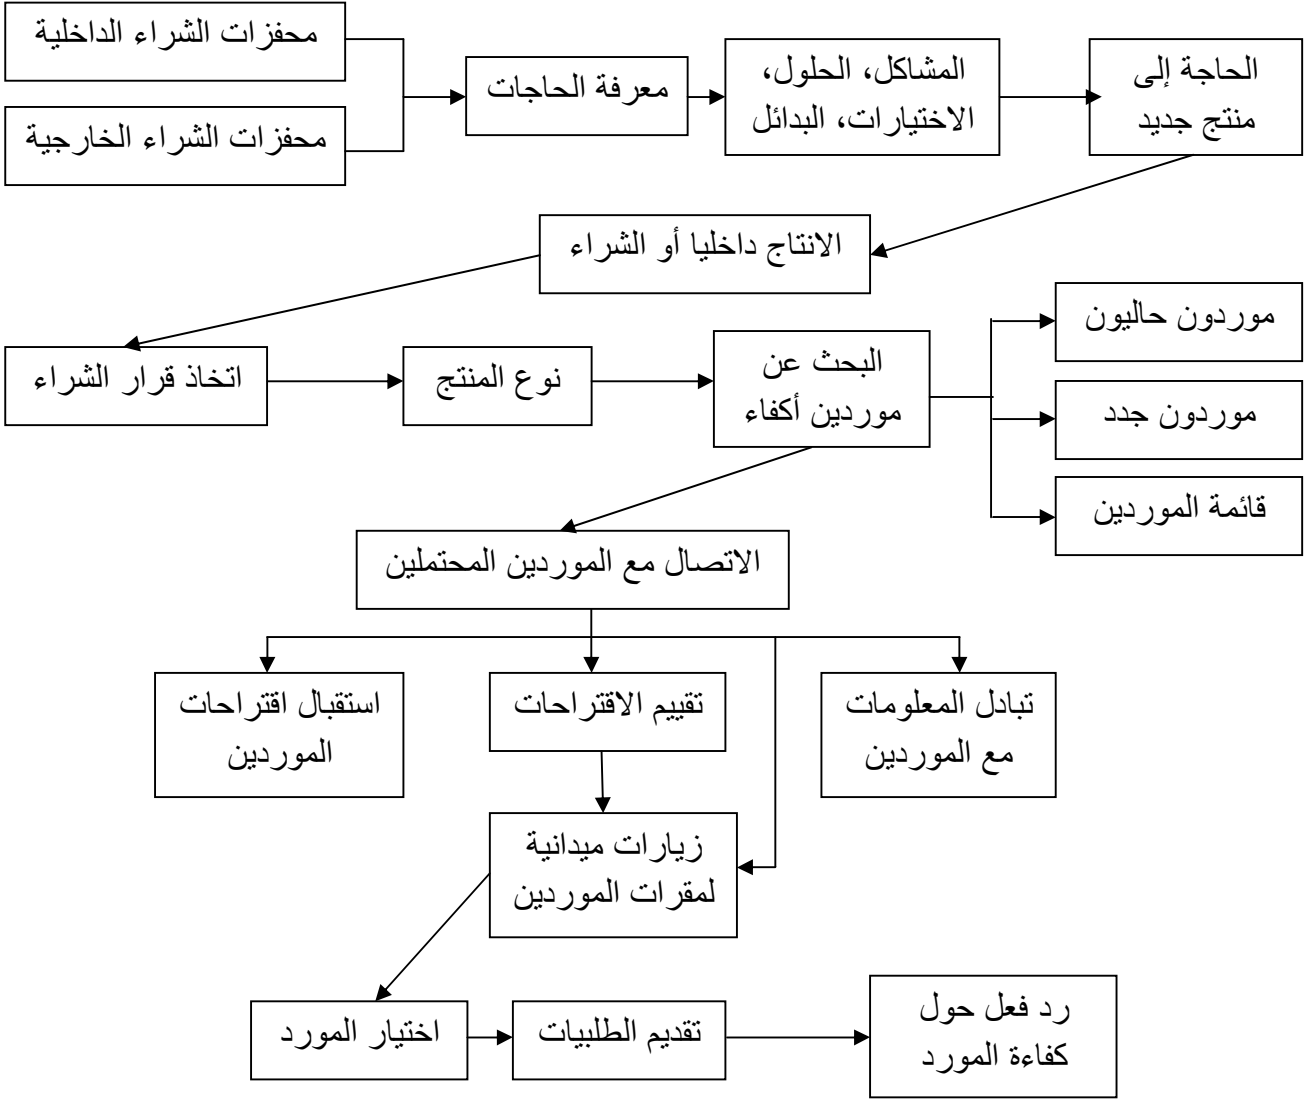 محفزات الشراء الداخلية
محفزات الشراء الخارجية
معرفة الحاجات
المشاكل، الحلول،
الاختيارات، البدائل
الحاجة إلى
منتج جديد
الانتاج داخليا أو الشراء
اتخاذ قرار الشراء
نوع المنتج
البحث عن
موردين أكفاء
موردون حاليون
موردون جدد
قائمة الموردين
الاتصال مع الموردين المحتملين
استقبال اقتراحات
الموردين
تقييم الاقتراحات
تبادل المعلومات
مع الموردين
زيارات ميدانية
لمقرات الموردين
اختيار المورد
تقديم الطلبيات
رد فعل حول
كفاءة المورد